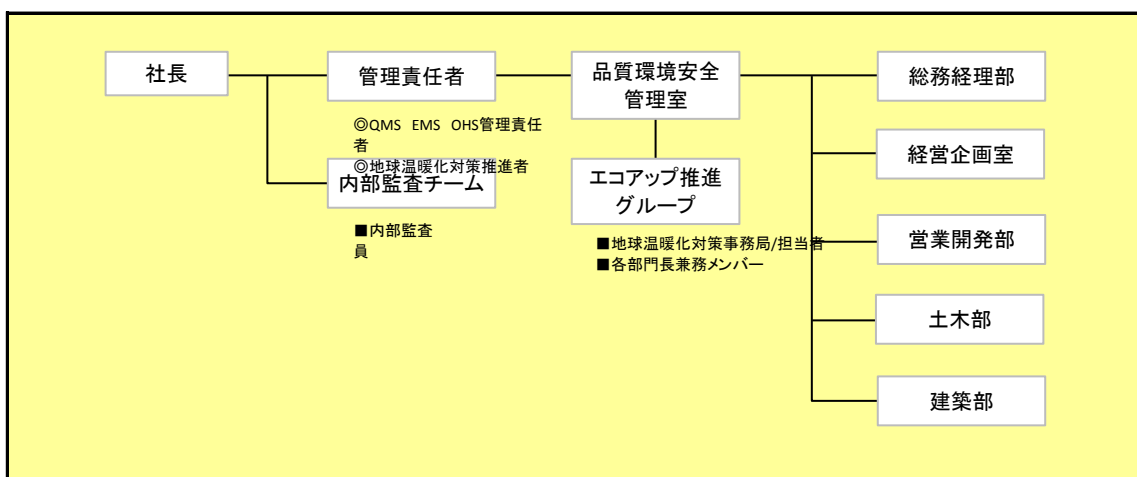 社長
管理責任者
◎QMS EMS OHS管理責任
者
◎地球温暖化対策推進者
内部監査チーム
■内部監査
員
品質環境安全
管理室
エコアップ推進
グループ
■地球温暖化対策事務局/担当者
■各部門長兼務メンバー
総務経理部
経営企画室
営業開発部
土木部
建築部